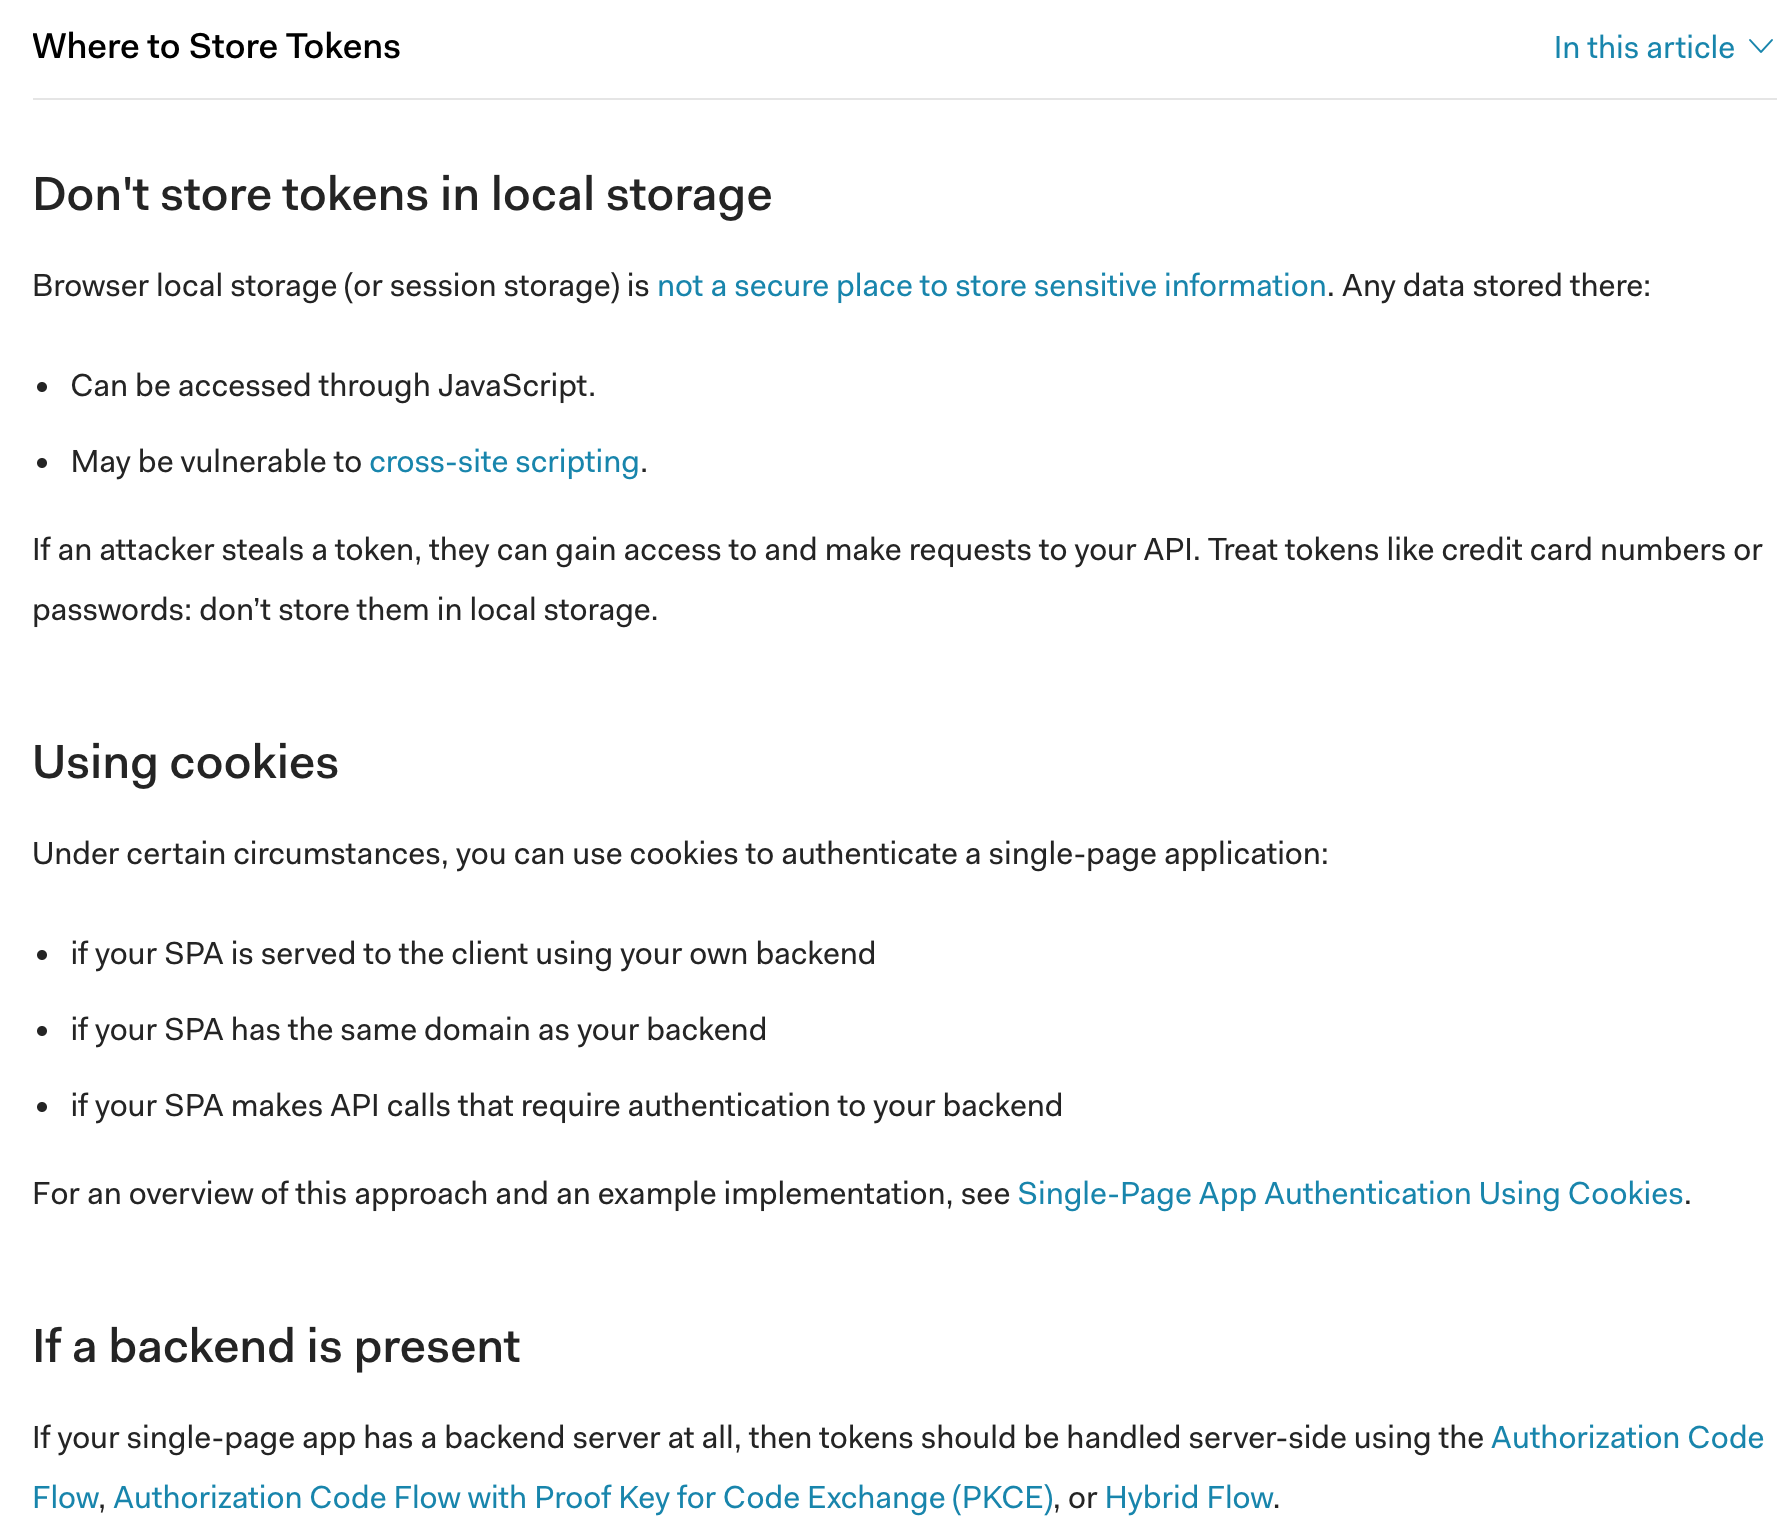 Where to Store Tokens
In this article
Don't store tokens in local storage
Browser local storage (or session storage) is not a secure place to store sensitive information. Any data stored there:
• Can be accessed through JavaScript.
• May be vulnerable to cross-site scripting.
If an attacker steals a token, they can gain access to and make requests to your API. Treat tokens like credit card numbers or
passwords: don’t store them in local storage.
Using cookies
Under certain circumstances, you can use cookies to authenticate a single-page application:
• if your SPA is served to the client using your own backend
• if your SPA has the same domain as your backend
• if your SPA makes API calls that require authentication to your backend
For an overview of this approach and an example implementation, see Single-Page App Authentication Using Cookies.
If a backend is present
If your single-page app has a backend server at all, then tokens should be handled server-side using the Authorization Code
Flow, Authorization Code Flow with Proof Key for Code Exchange (PKCE), or Hybrid Flow.